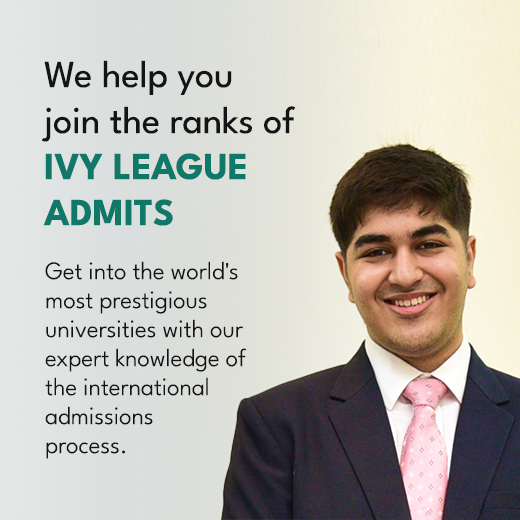 We help you
join the ranks of
IVY LEAGUE
ADMITS
Get into the world's
most prestigious
universities with our
expert knowledge of
the international
admissions
process.